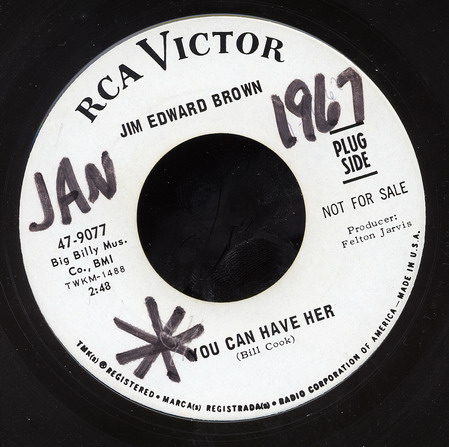 RCA VICTOR
JIM EDWARD BROWN
JAN
1967
PLUG
SIDE
NOT FOR SALE
47-9077
Big Billy Mus.
Co., BMI
TWKM-1488
2:48
Producer:
Felton Jarvis
YOU CAN HAVE HER
(Bill Cook)
TMK(s) ® REGISTERED • MARCA(s) REGISTRADA(s) • RADIO CORPORATION OF AMERICA — MADE IN U.S.A.